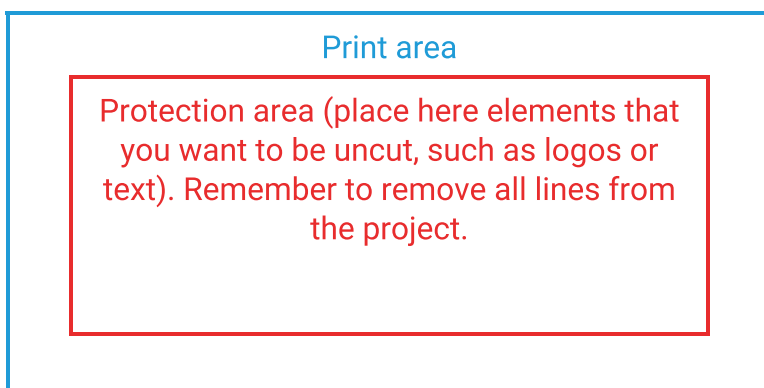 Print area
Protection area (place here elements that
you want to be uncut, such as logos or
text). Remember to remove all lines from
the project.